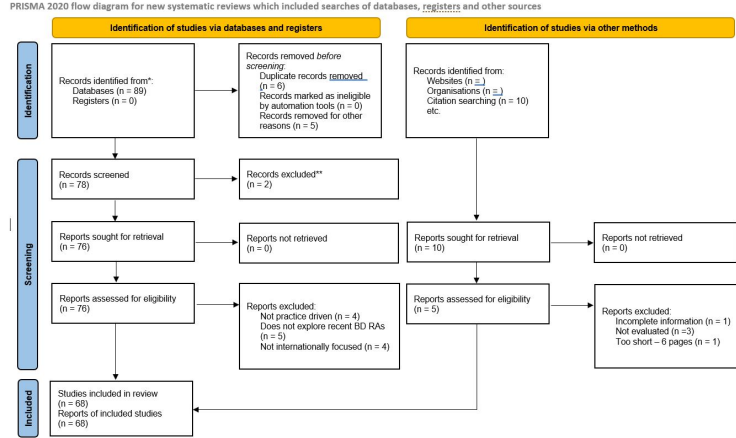 PRISMA 2020 flow diagram for new systematic reviews which included searches of databases, registers and other sources
Identification of studies via databases and registers
Identification of studies via other methods
Identification
Records identified from*:
Databases (n = 89)
Registers (n = 0)
Records removed before
screening:
Duplicate records removed
(n = 6)
Records marked as ineligible
by automation tools (n = 0)
Records removed for other
reasons (n = 5)
Records identified from:
Websites (n = )
Organisations (n = )
Citation searching (n = 10)
etc.
Screening
Records screened
(n = 78)
Records excluded**
(n = 2)
Reports sought for retrieval
(n = 76)
Reports not retrieved
(n = 0)
Reports sought for retrieval
(n = 10)
Reports not retrieved
(n = 0)
Reports assessed for eligibility
(n = 76)
Reports excluded:
Not practice driven (n = 4)
Does not explore recent BD RAs
(n = 5)
Not internationally focused (n = 4)
Reports assessed for eligibility
(n = 5)
Reports excluded:
Incomplete information (n = 1)
Not evaluated (n =3)
Too short – 6 pages (n = 1)
Included
Studies included in review
(n = 68)
Reports of included studies
(n = 68)